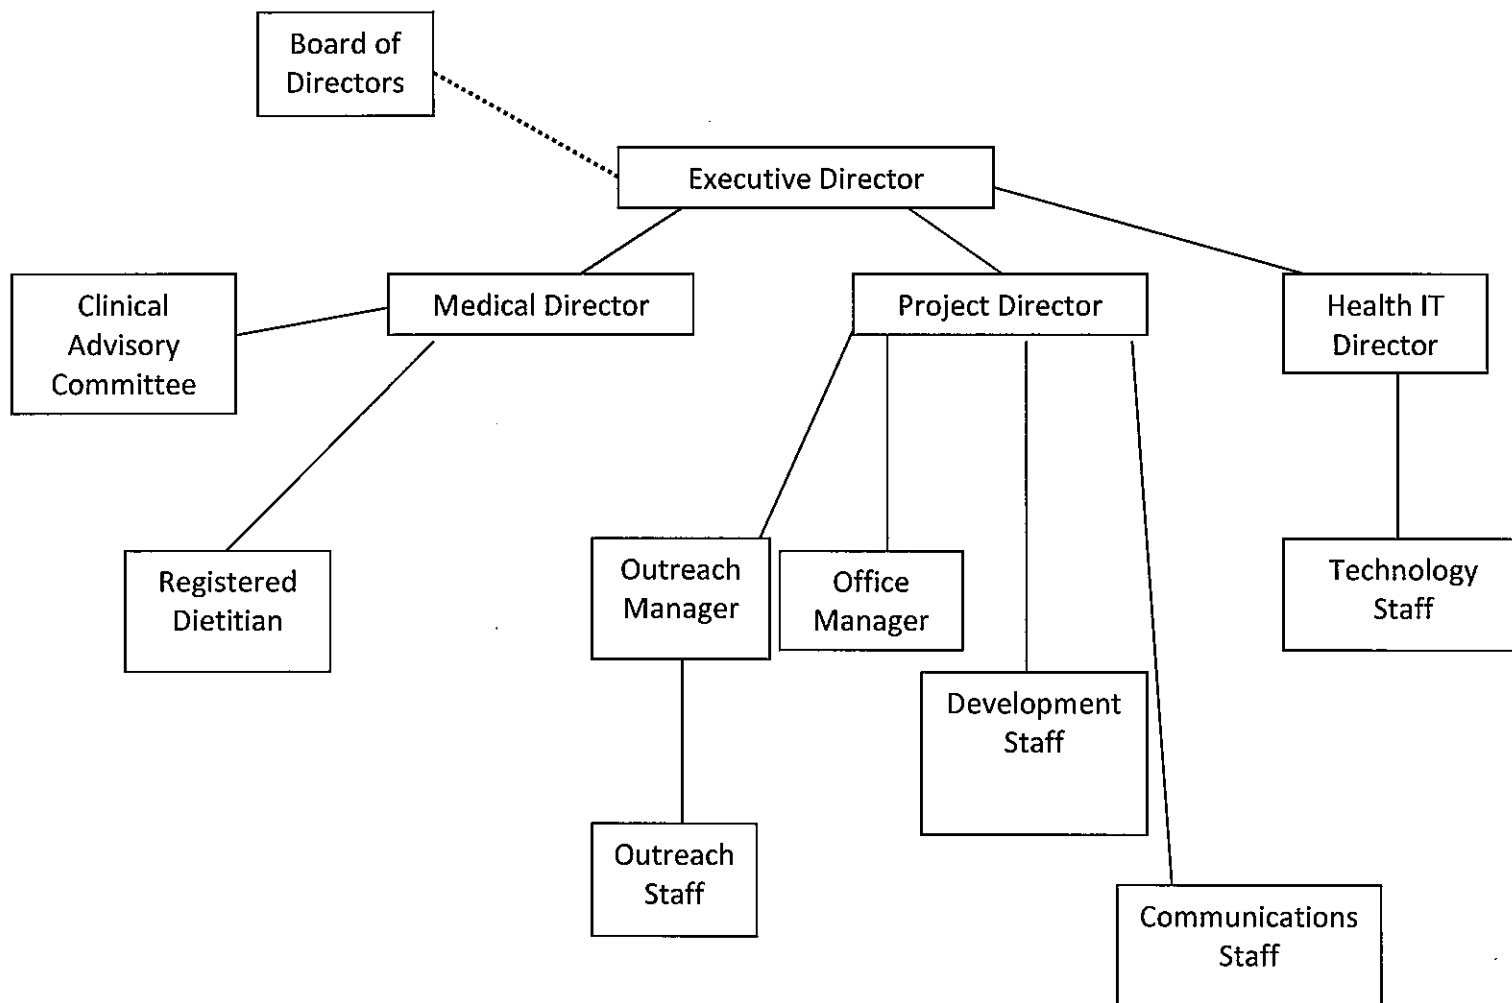 Board of
Directors
Executive Director
Clinical
Advisory
Committee
Medical Director
Project Director
Health IT
Director
Registered
Dietitian
Outreach
Manager
Office
Manager
Technology
Staff
Development
Staff
Outreach
Staff
Communications
Staff